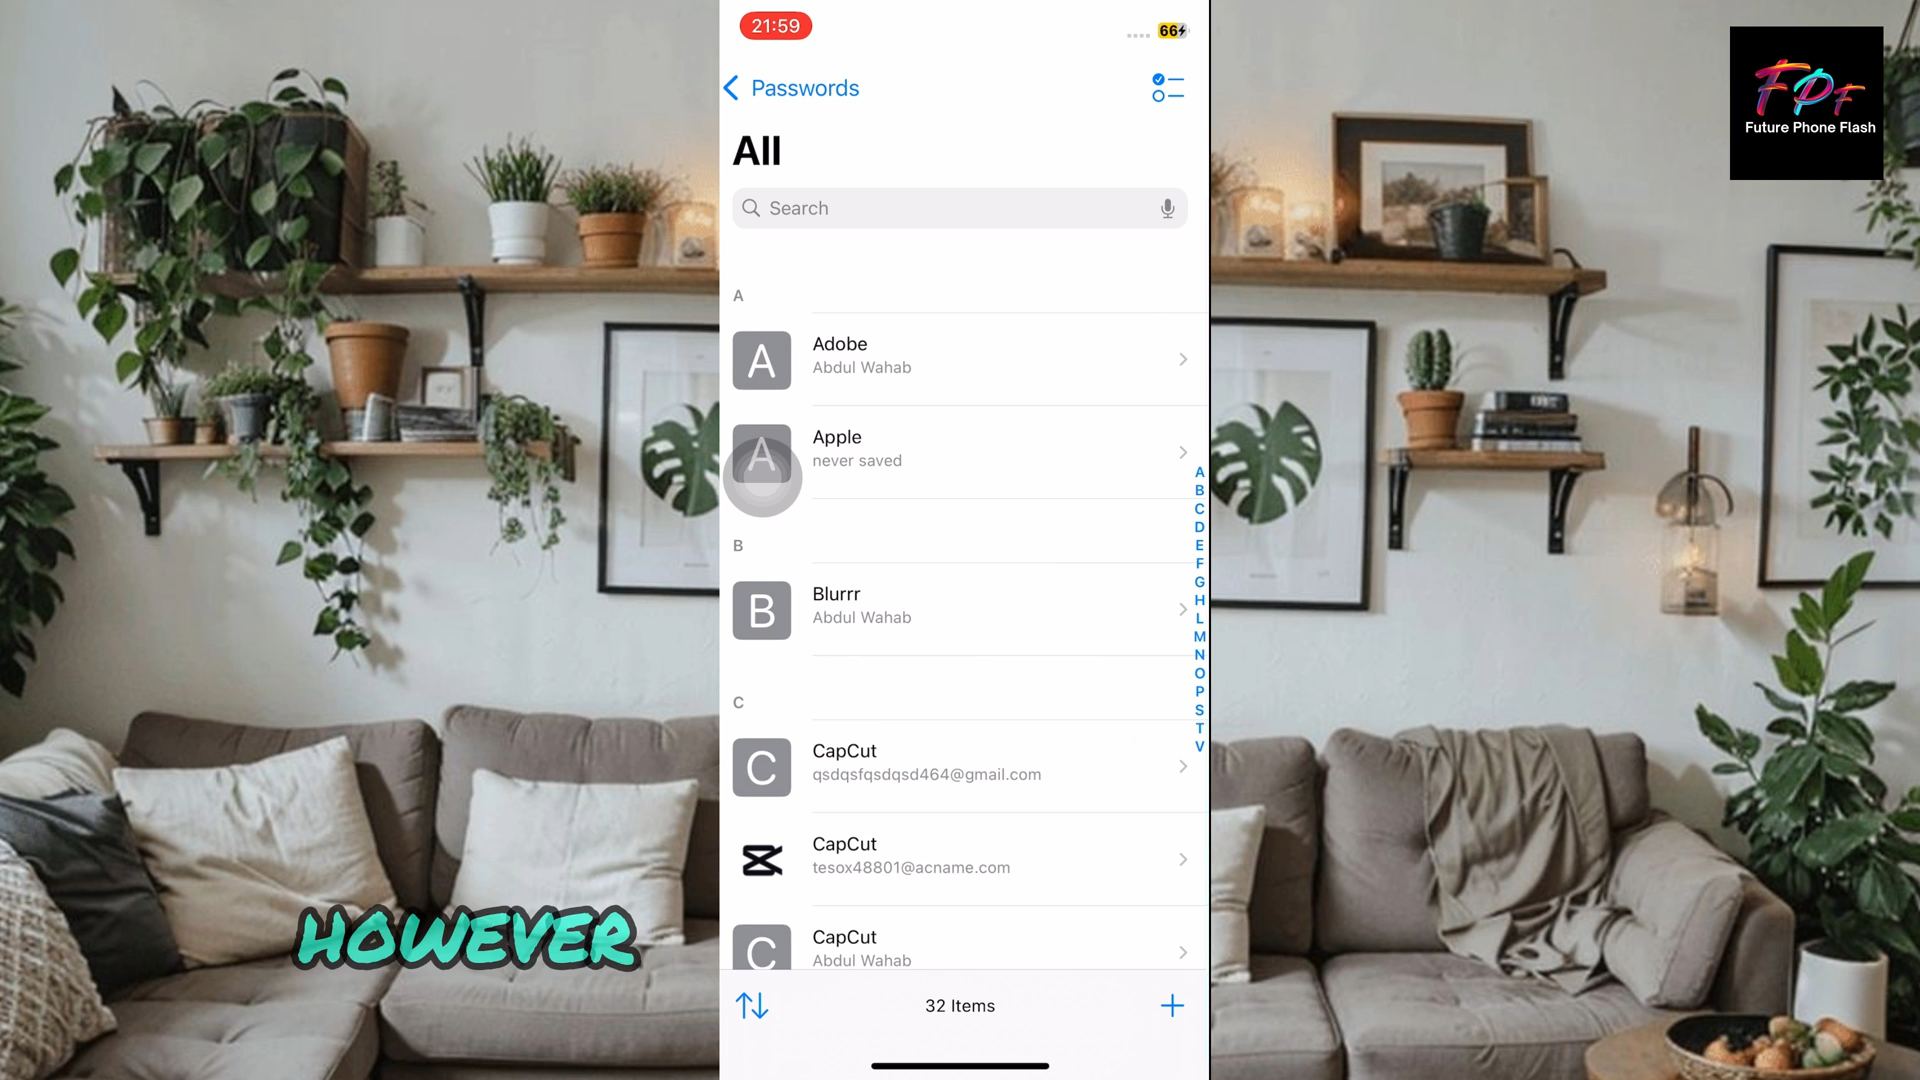 21:59
66
FPF
Future Phone Flash
Passwords
All
Search
A
A
Adobe
Abdul Wahab
A
Apple
never saved
B
B
Blurrr
Abdul Wahab
C
C
CapCut
qsdqsfqsdqsd464@gmail.com
CapCut
tesox48801@acname.com
C
CapCut
Abdul Wahab
A
B
C
D
E
F
G
H
L
M
N
O
P
S
T
V
HOWEVER
32 Items